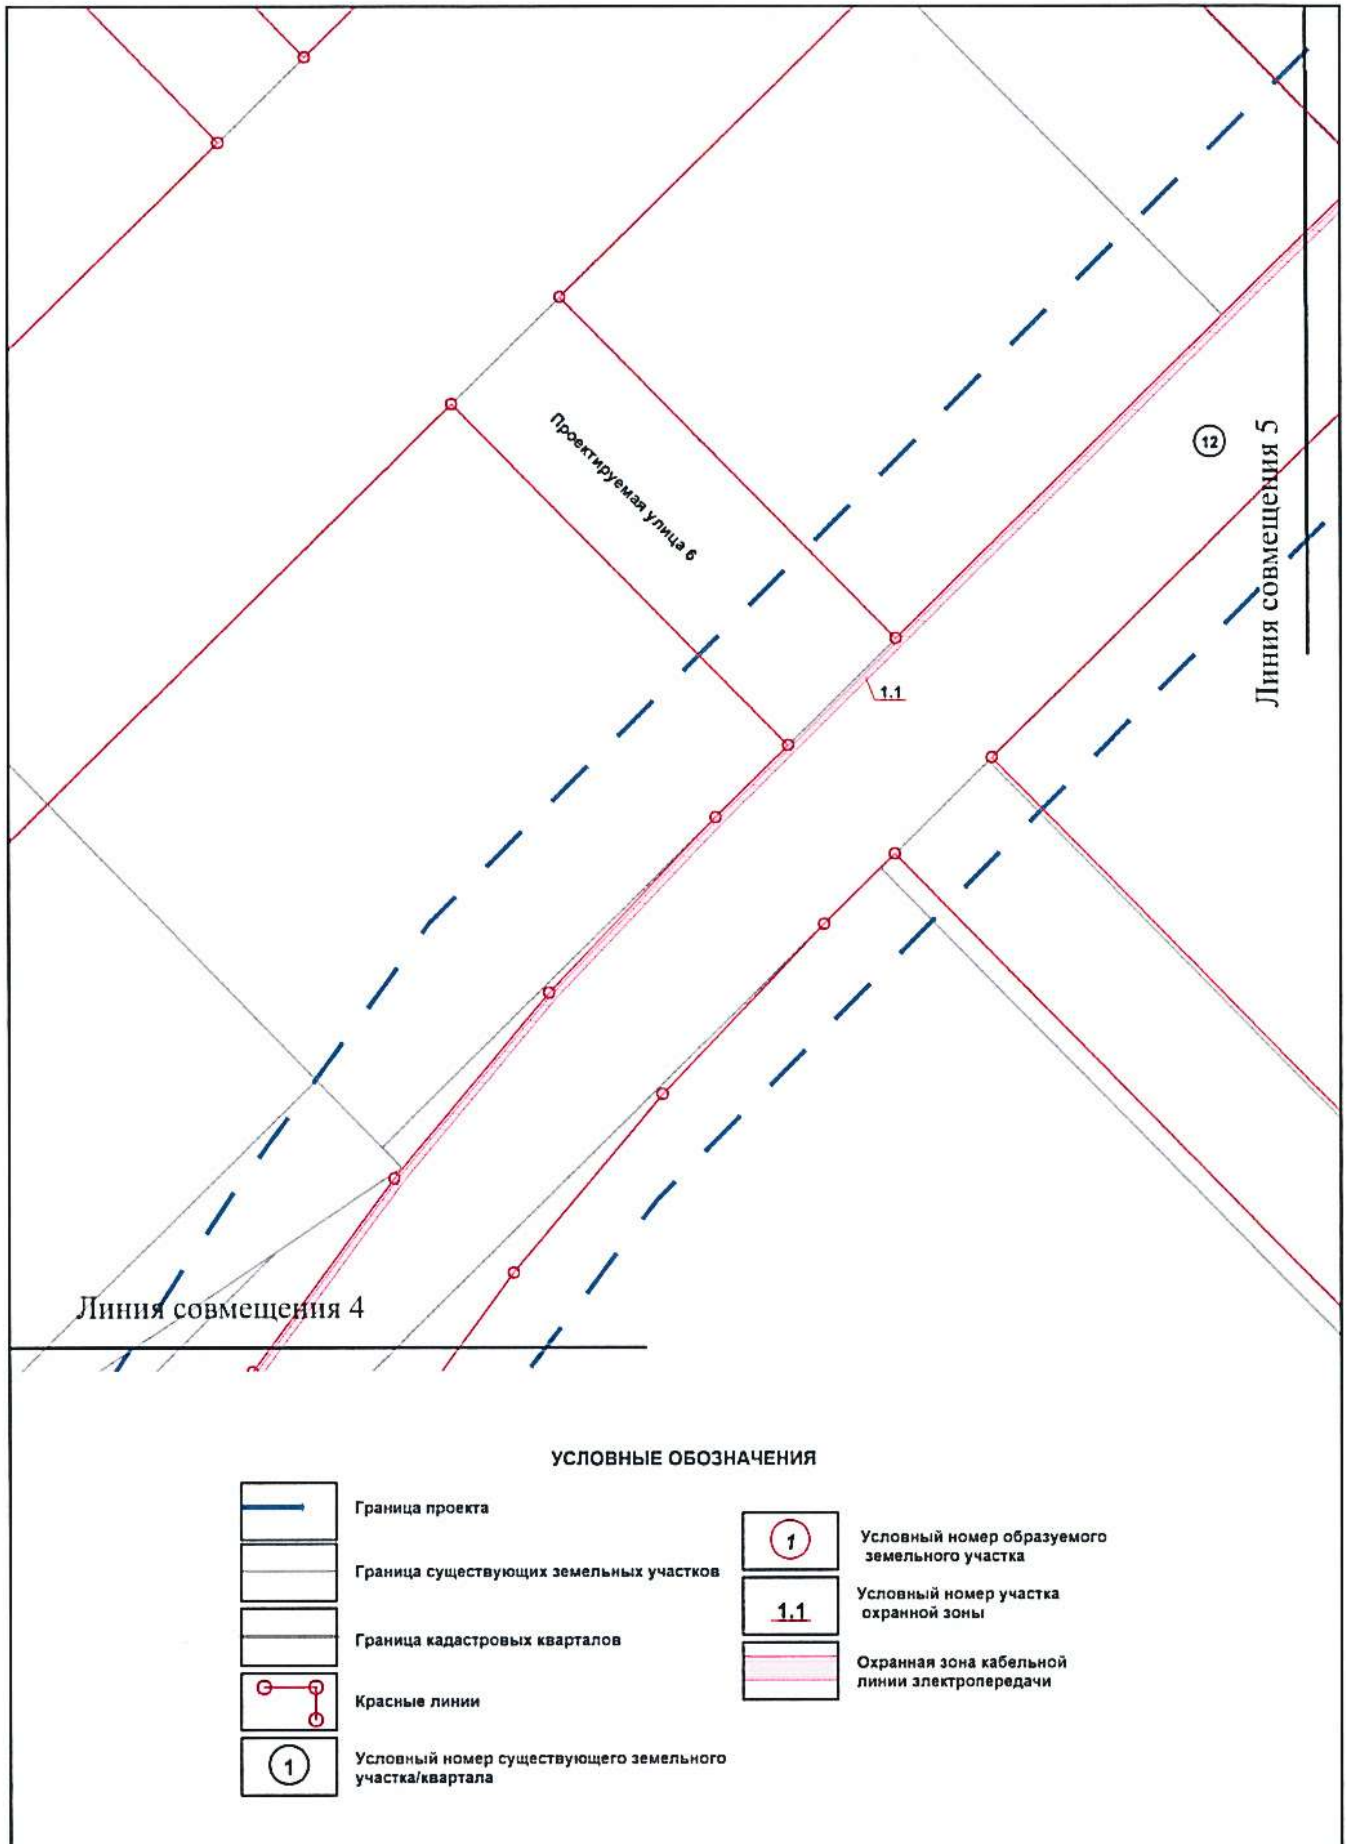 Проектируемая улица 6
12
Линия совмещения 5
1.1
Линия совмещения 4
УСЛОВНЫЕ ОБОЗНАЧЕНИЯ
Граница проекта
Граница существующих земельных участков
Граница кадастровых кварталов
Красные линии
1
Условный номер существующего земельного
участка/квартала
1
Условный номер образуемого
земельного участка
1.1
Условный номер участка
охранной зоны
Охранная зона кабельной
линии электропередачи